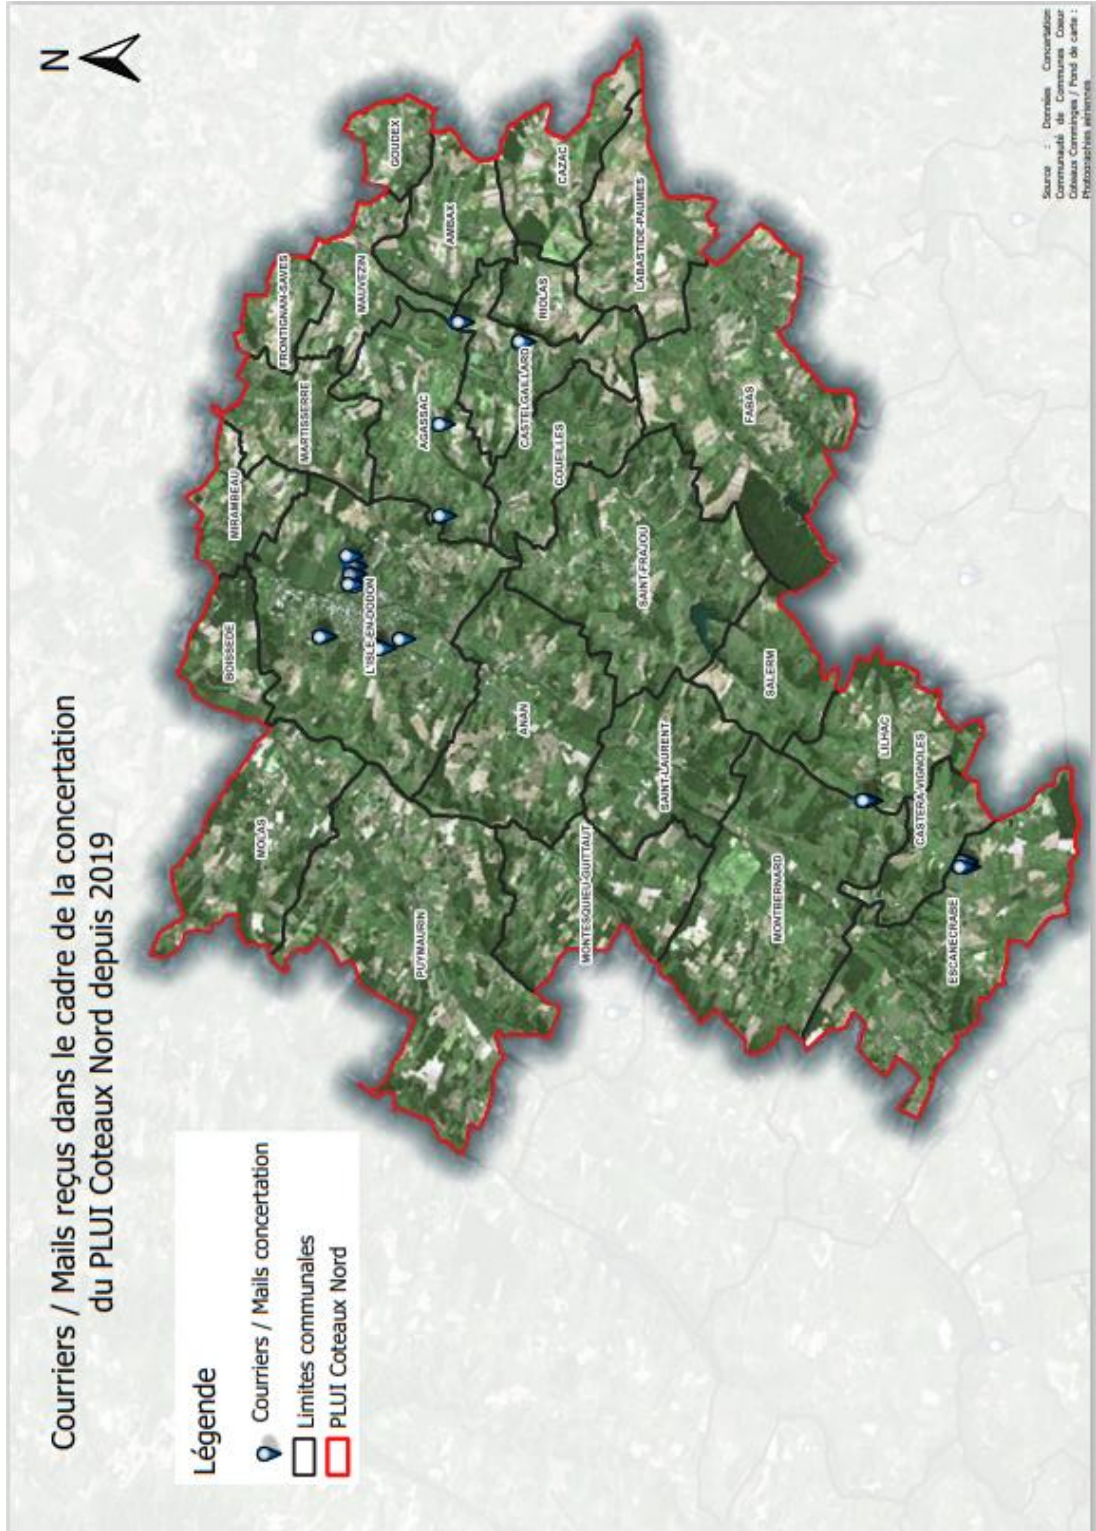 Courriers / Mails reçus dans le cadre de la concertation
du PLUI Coteaux Nord depuis 2019
N
Légende
Courriers / Mails concertation
Limites communales
PLUI Coteaux Nord
MOLAS
BOISSEDE
MIRAMBEAU
FRONTIGNAN-SAVES
MARTISSERRE
MAUVEZIN
GOUDEX
L'ISLE-EN-DODON
AGASSAC
AMBAX
PUYMAURIN
ANAN
CASTELGAILLARD
RIOLAS
CAZAC
COUEILLES
MONTESQUIEU-GUITTAUT
SAINT-LAURENT
SAINT-FRAJOU
LABASTIDE-PAUMES
MONTBERNARD
SALERM
FABAS
LILHAC
CASTERA-VIGNOLES
ESCANECRABE
Source : Données Concertation
Communauté de Communes Coeur
Coteaux Comminges / Fond de carte :
Photographies aériennes